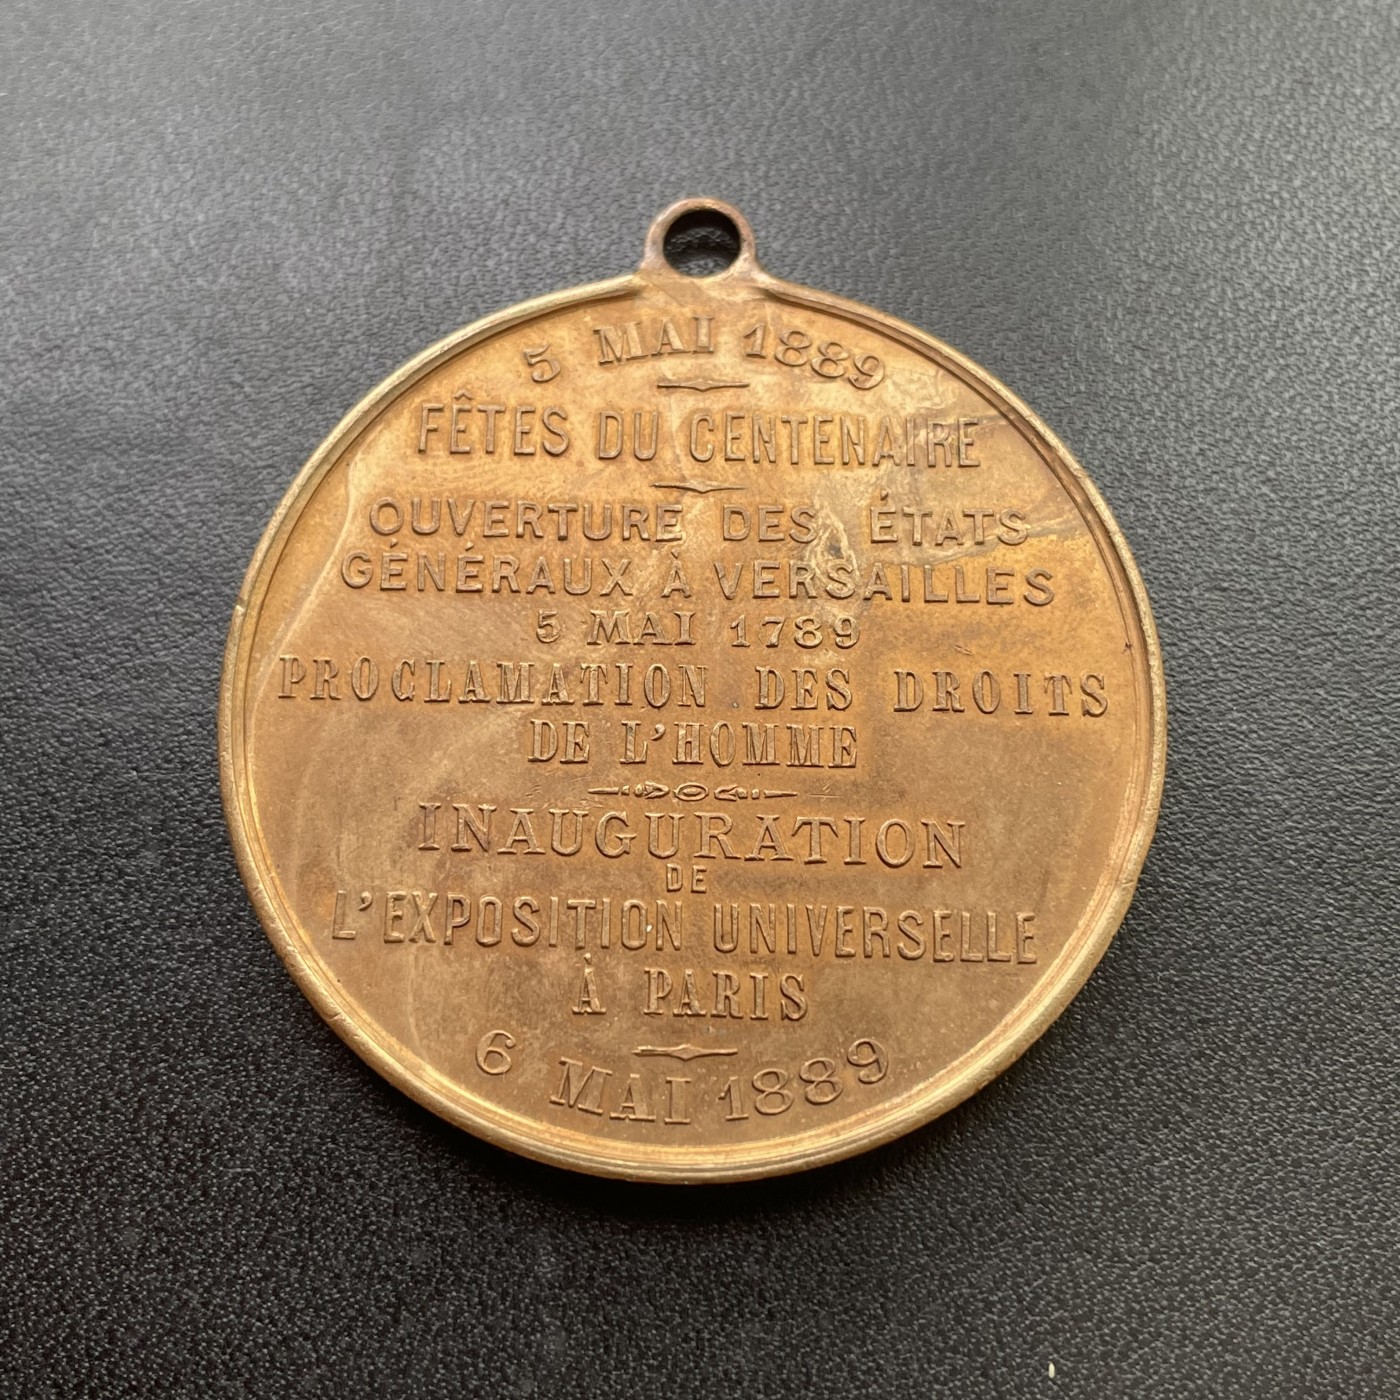 5 MAI 1889
FÊTES DU CENTENAIRE
OUVERTURE DES ÉTATS
GÉNÉRAUX À VERSAILLES
5 MAI 1789
PROCLAMATION DES DROITS
DE L'HOMME
INAUGURATION
DE
L'EXPOSITION UNIVERSELLE
À PARIS
6 MAI 1889